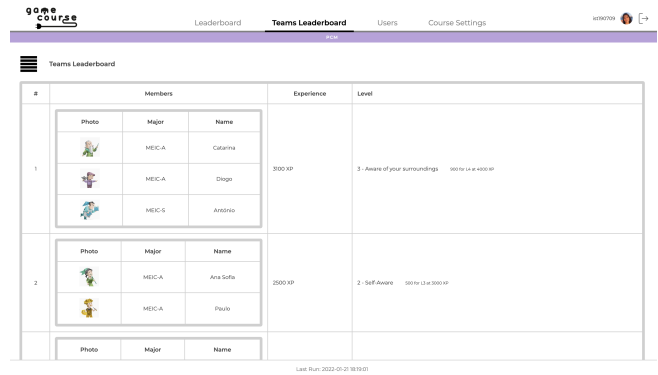 game
course
Leaderboard Teams Leaderboard Users Course Settings
ist190709
PCM
Teams Leaderboard
# Members Experience Level
Photo Major Name
MEIC-A Catarina
1 MEIC-A Diogo 3100 XP 3 - Aware of your surroundings 900 for L4 at 4000 XP
MEIC-S António
Photo Major Name
MEIC-A Ana Sofia
2 2500 XP 2 - Self-Aware 500 for L3 at 3000 XP
MEIC-A Paulo
Photo Major Name
Last Run: 2022-01-21 18:19:01